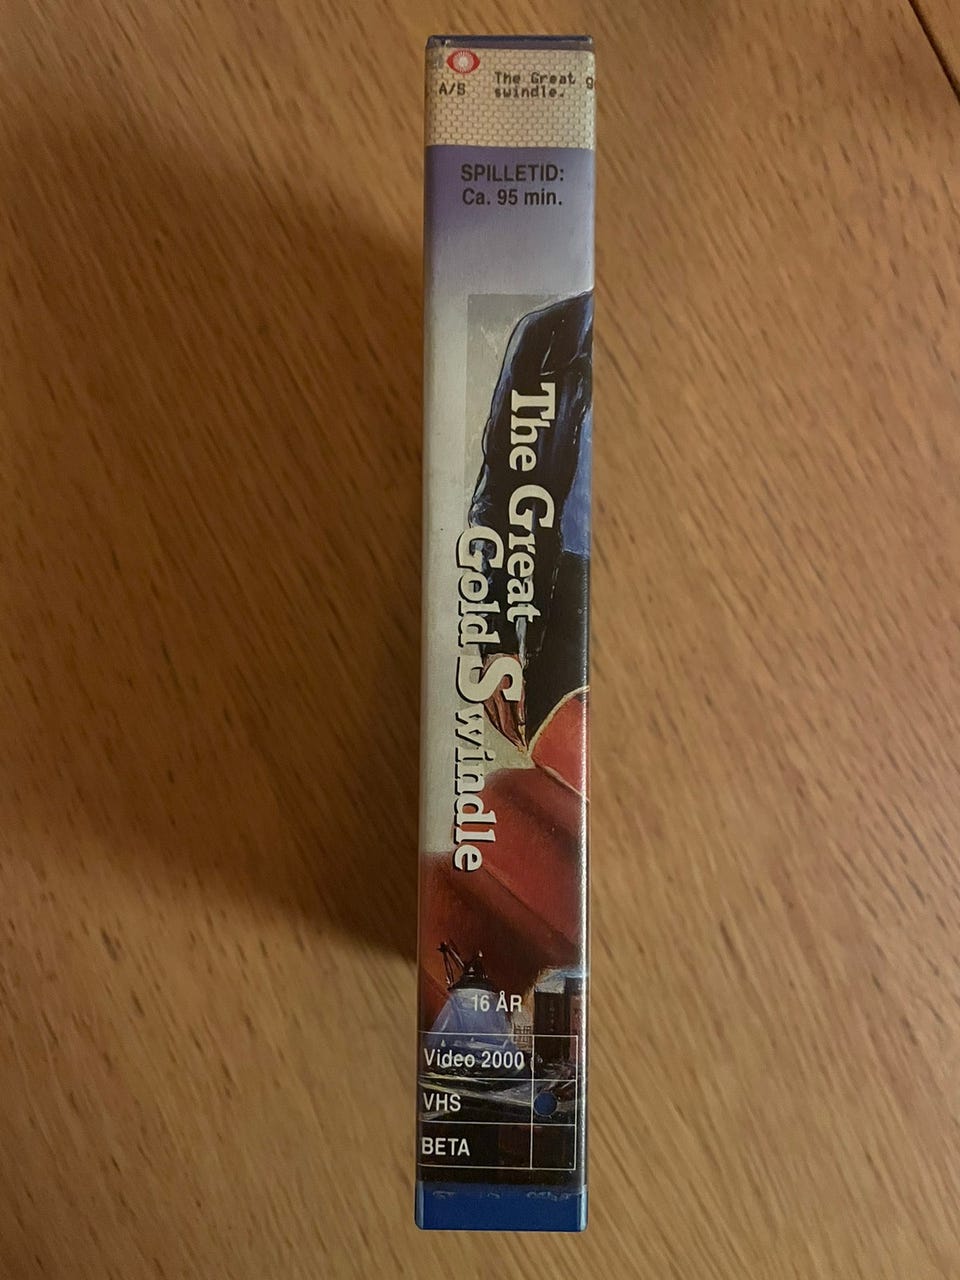 A/S
The Great g
swindle.
SPILLETID:
Ca. 95 min.
The Great
Gold Swindle
16 ÅR
Video 2000
VHS
BETA